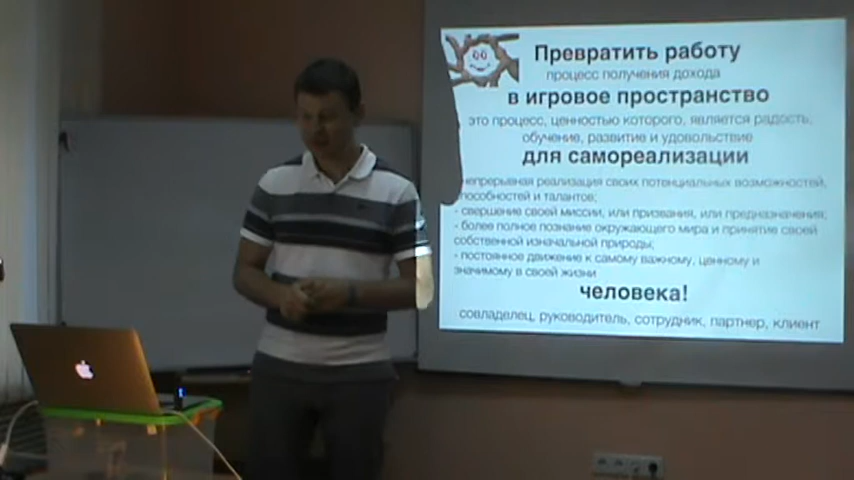 Превратить работу
процесс получения дохода
в игровое пространство
это процесс, ценностью которого, является радость,
обучение, развитие и удовольствие
для самореализации
непрерывная реализация своих потенциальных возможностей,
способностей и талантов;
- свершение своей миссии, или призвания, или предназначения;
- более полное познание окружающего мира и принятие своей
собственной изначальной природы;
- постоянное движение к самому важному, ценному и
значимому в своей жизни
человека!
совладелец, руководитель, сотрудник, партнер, клиент